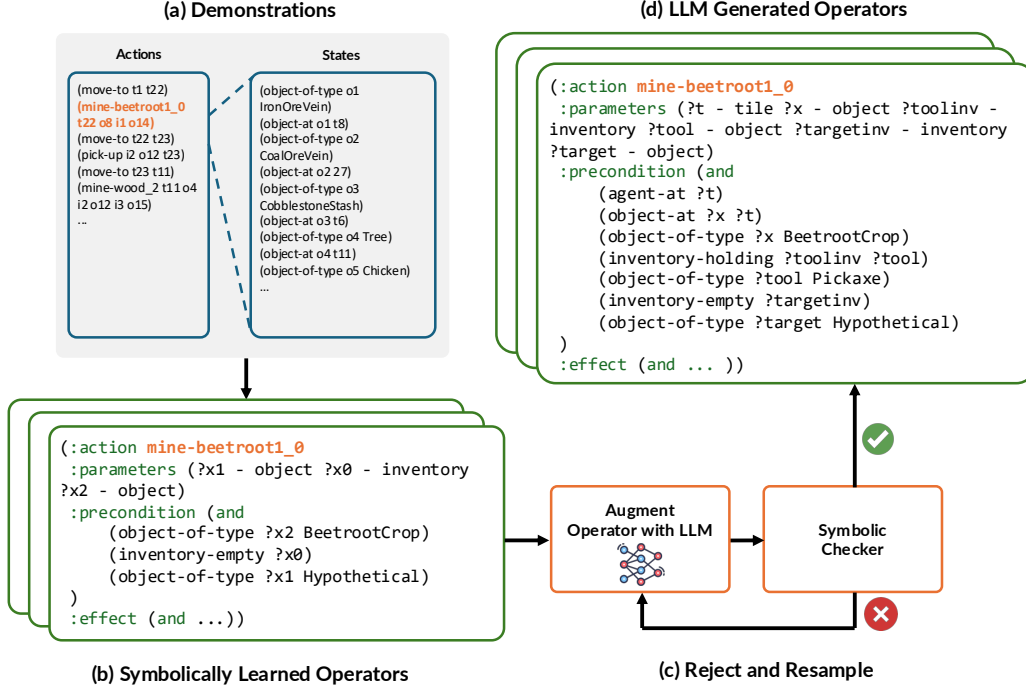 (a) Demonstrations
Actions
(move-to t1 t22)
(mine-beetroot1_0
t22 o8 i1 o14)
(move-to t22 t23)
(pick-up i2 o12 t23)
(move-to t23 t11)
(mine-wood_2 t11 o4
i2 o12 i3 o15)
...
States
(object-of-type o1
IronOreVein)
(object-at o1 t8)
(object-of-type o2
CoalOreVein)
(object-at o2 27)
(object-of-type o3
CobblestoneStash)
(object-at o3 t6)
(object-of-type o4 Tree)
(object-at o4 t11)
(object-of-type o5 Chicken)
...
(d) LLM Generated Operators
(:action mine-beetroot1_0
:parameters (?t - tile ?x - object ?toolinv -
inventory ?tool - object ?targetinv - inventory
?target - object)
:precondition (and
(agent-at ?t)
(object-at ?x ?t)
(object-of-type ?x BeetrootCrop)
(inventory-holding ?toolinv ?tool)
(object-of-type ?tool Pickaxe)
(inventory-empty ?targetinv)
(object-of-type ?target Hypothetical)
)
:effect (and ... ))
(:action mine-beetroot1_0
:parameters (?x1 - object ?x0 - inventory
?x2 - object)
:precondition (and
(object-of-type ?x2 BeetrootCrop)
(inventory-empty ?x0)
(object-of-type ?x1 Hypothetical)
)
:effect (and ...))
(b) Symbolically Learned Operators
Augment
Operator with LLM
Symbolic
Checker
(c) Reject and Resample